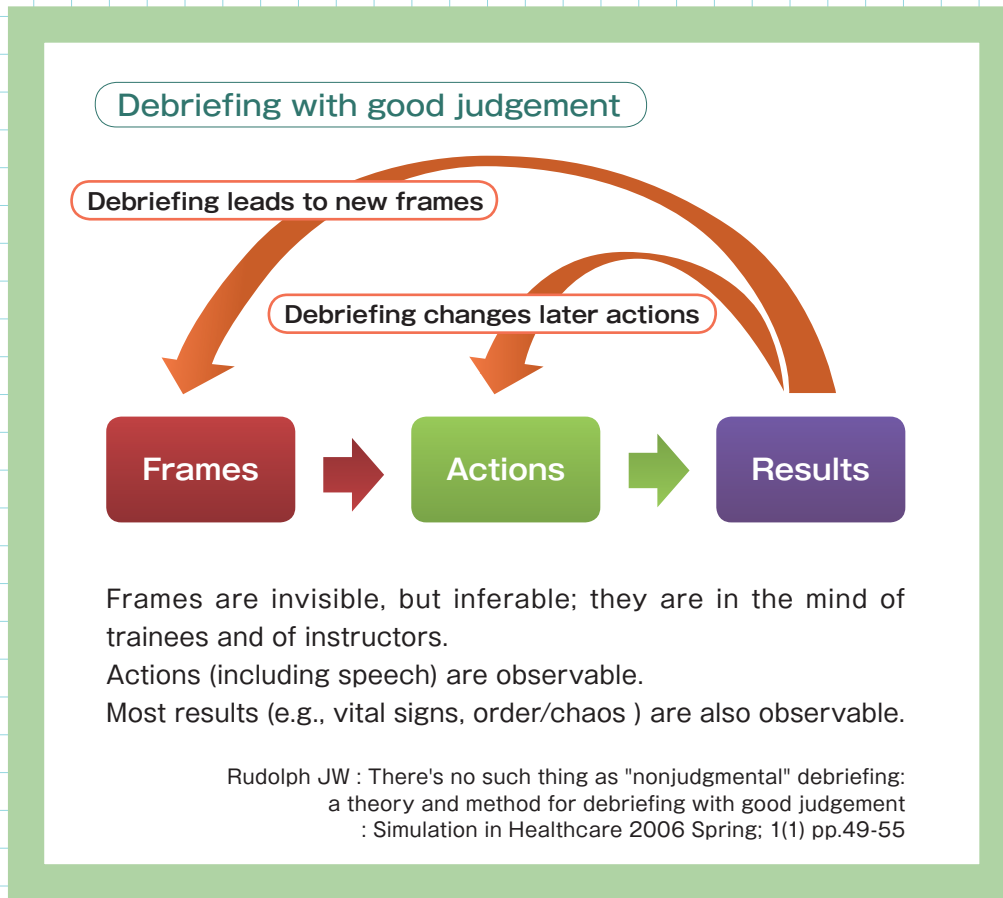 Debriefing with good judgement
Debriefing leads to new frames
Debriefing changes later actions
Frames
Actions
Results
Frames are invisible, but inferable; they are in the mind of
trainees and of instructors.
Actions (including speech) are observable.
Most results (e.g., vital signs, order/chaos ) are also observable.
Rudolph JW : There's no such thing as "nonjudgmental" debriefing:
a theory and method for debriefing with good judgement
: Simulation in Healthcare 2006 Spring; 1(1) pp.49-55